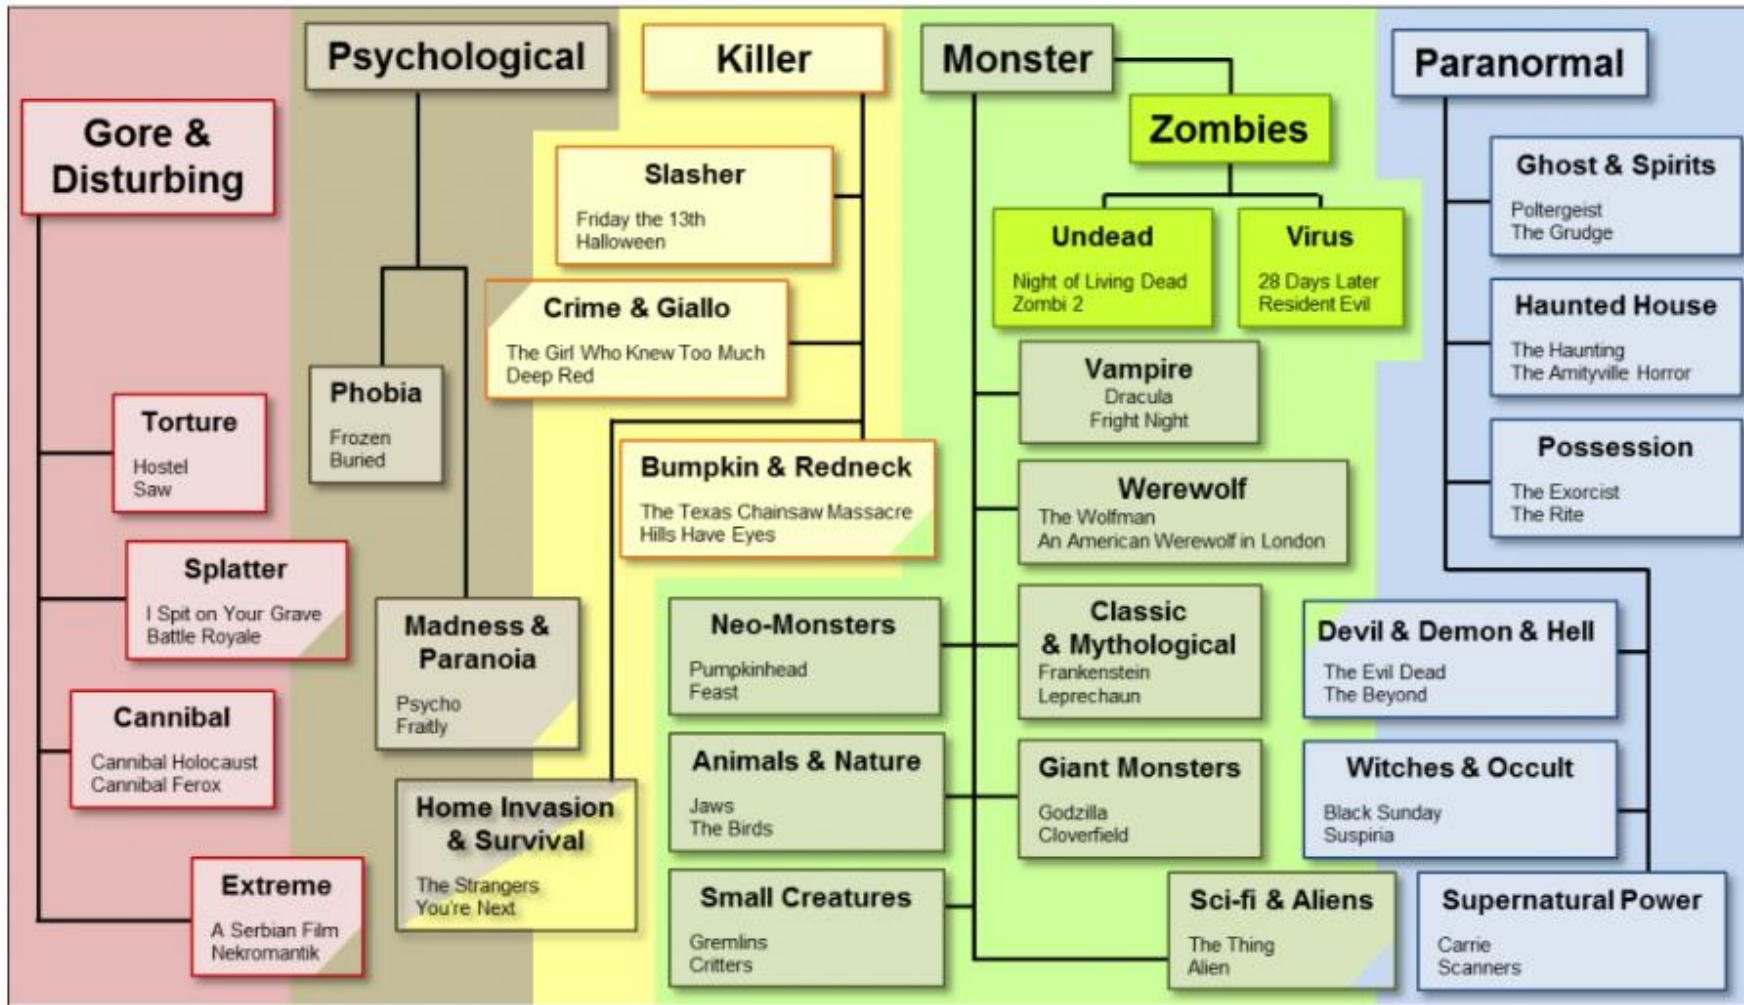 Gore &
Disturbing
Torture
Hostel
Saw
Splatter
I Spit on Your Grave
Battle Royale
Cannibal
Cannibal Holocaust
Cannibal Ferox
Extreme
A Serbian Film
Nekromantik
Psychological
Phobia
Frozen
Buried
Madness &
Paranoia
Psycho
Fraitly
Killer
Slasher
Friday the 13th
Halloween
Crime & Giallo
The Girl Who Knew Too Much
Deep Red
Bumpkin & Redneck
The Texas Chainsaw Massacre
Hills Have Eyes
Home Invasion
& Survival
The Strangers
You're Next
Monster
Zombies
Undead
Night of Living Dead
Zombi 2
Virus
28 Days Later
Resident Evil
Vampire
Dracula
Fright Night
Werewolf
The Wolfman
An American Werewolf in London
Neo-Monsters
Pumpkinhead
Feast
Classic
& Mythological
Frankenstein
Leprechaun
Animals & Nature
Jaws
The Birds
Giant Monsters
Godzilla
Cloverfield
Small Creatures
Gremlins
Critters
Sci-fi & Aliens
The Thing
Alien
Paranormal
Ghost & Spirits
Poltergeist
The Grudge
Haunted House
The Haunting
The Amityville Horror
Possession
The Exorcist
The Rite
Devil & Demon & Hell
The Evil Dead
The Beyond
Witches & Occult
Black Sunday
Suspiria
Supernatural Power
Carrie
Scanners